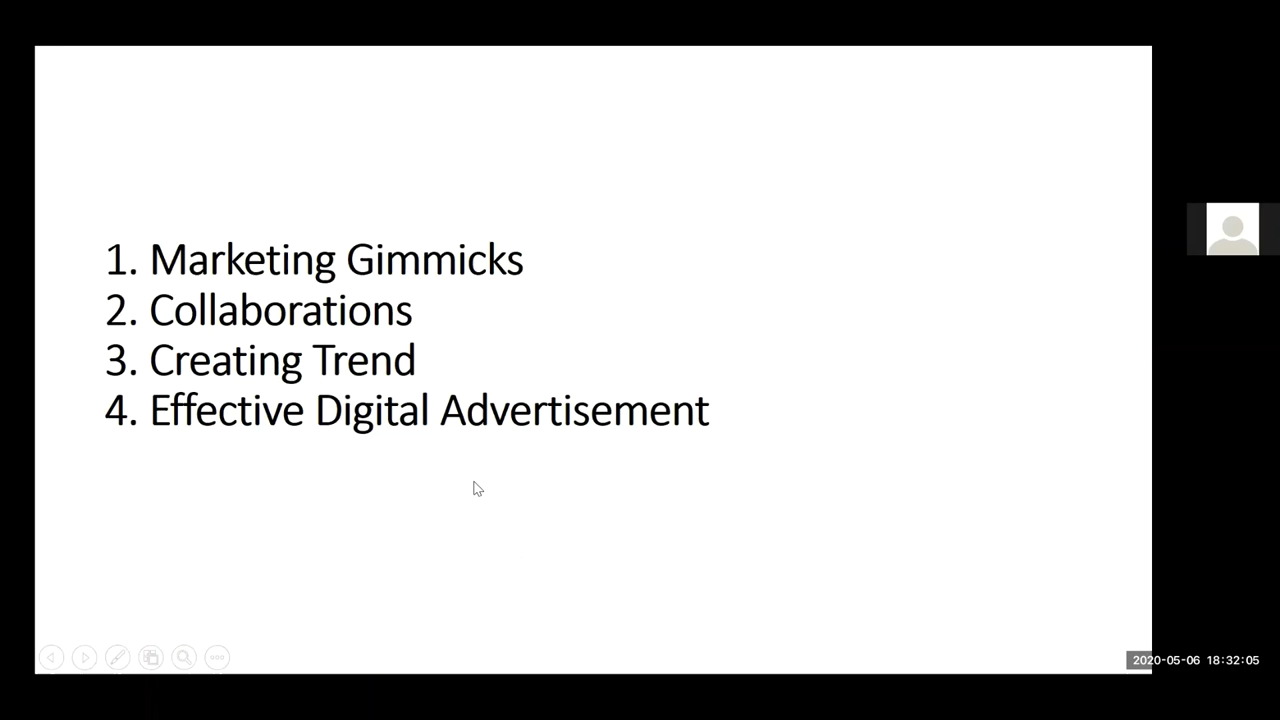 1. Marketing Gimmicks
2. Collaborations
3. Creating Trend
4. Effective Digital Advertisement
2020-05-06 18:32:05